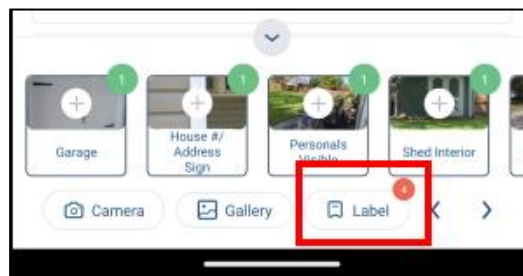 1 1 1 1
Garage
House #/
Address
Sign
Personals
Visible
Shed Interior
Camera Gallery Label 4